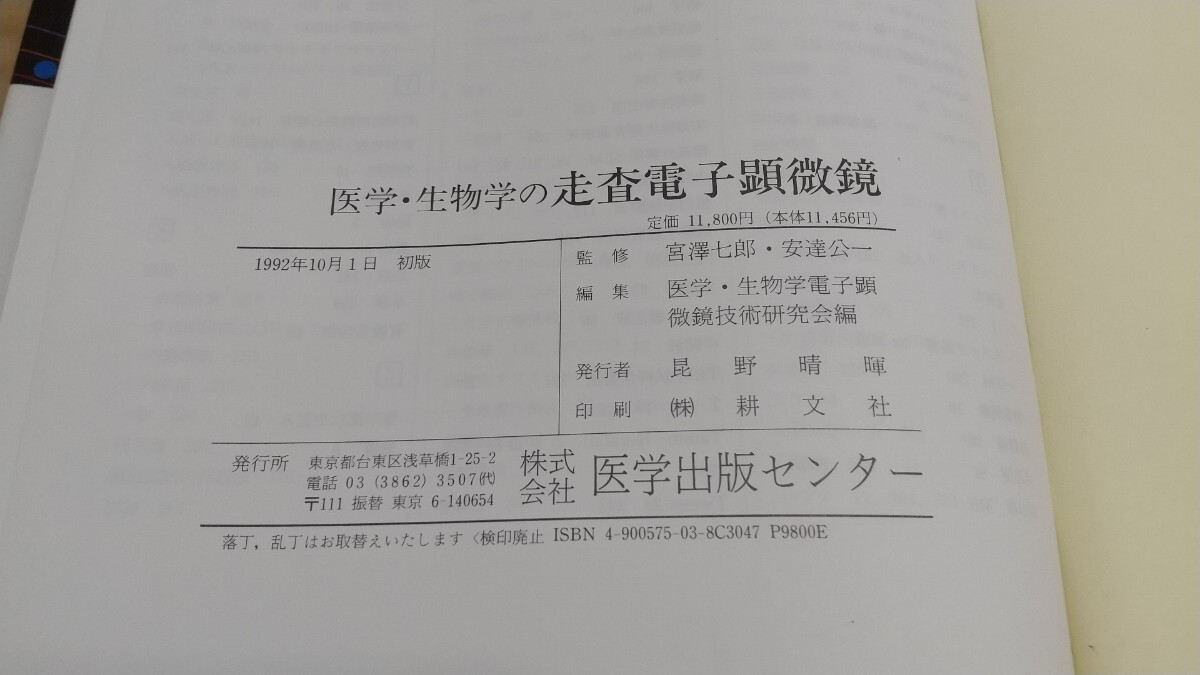 医学・生物学の走査電子顕微鏡
定価 11,800円（本体11,456円）
1992年10月1日　初版
監　修　宮澤七郎・安達公一
編　集　医学・生物学電子顕
微鏡技術研究会編
発行者　昆　野　晴　暉
印　刷　㈱　耕　文　社
発行所　東京都台東区浅草橋1-25-2
電話 03 (3862) 3507㈹
〒111 振替 東京 6-140654
株式会社 医学出版センター
落丁，乱丁はお取替えいたします〈検印廃止 ISBN 4-900575-03-8C3047 P9800E